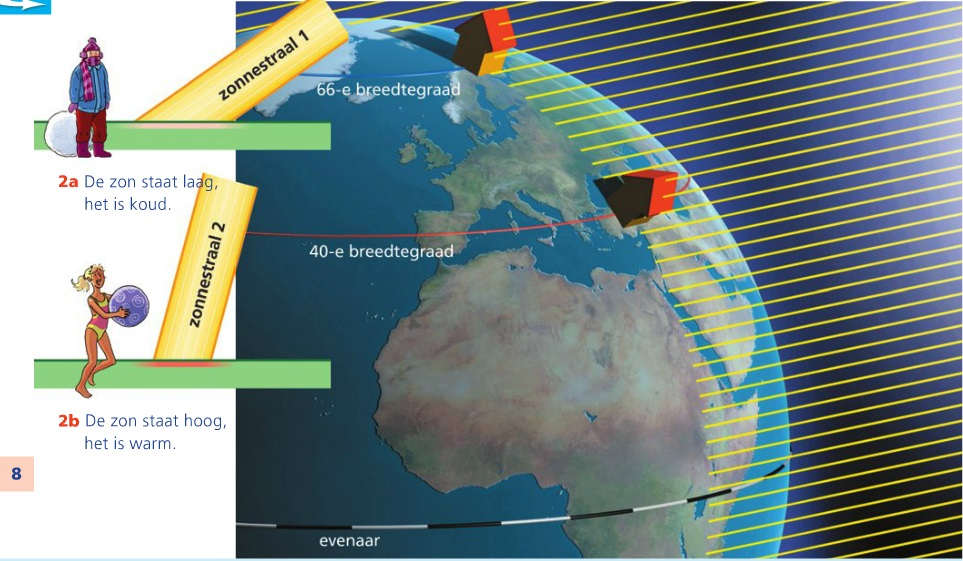 zonnestraal 1
66-e breedtegraad
2a De zon staat laag,
het is koud.
zonnestraal 2
40-e breedtegraad
2b De zon staat hoog,
het is warm.
8
evenaar